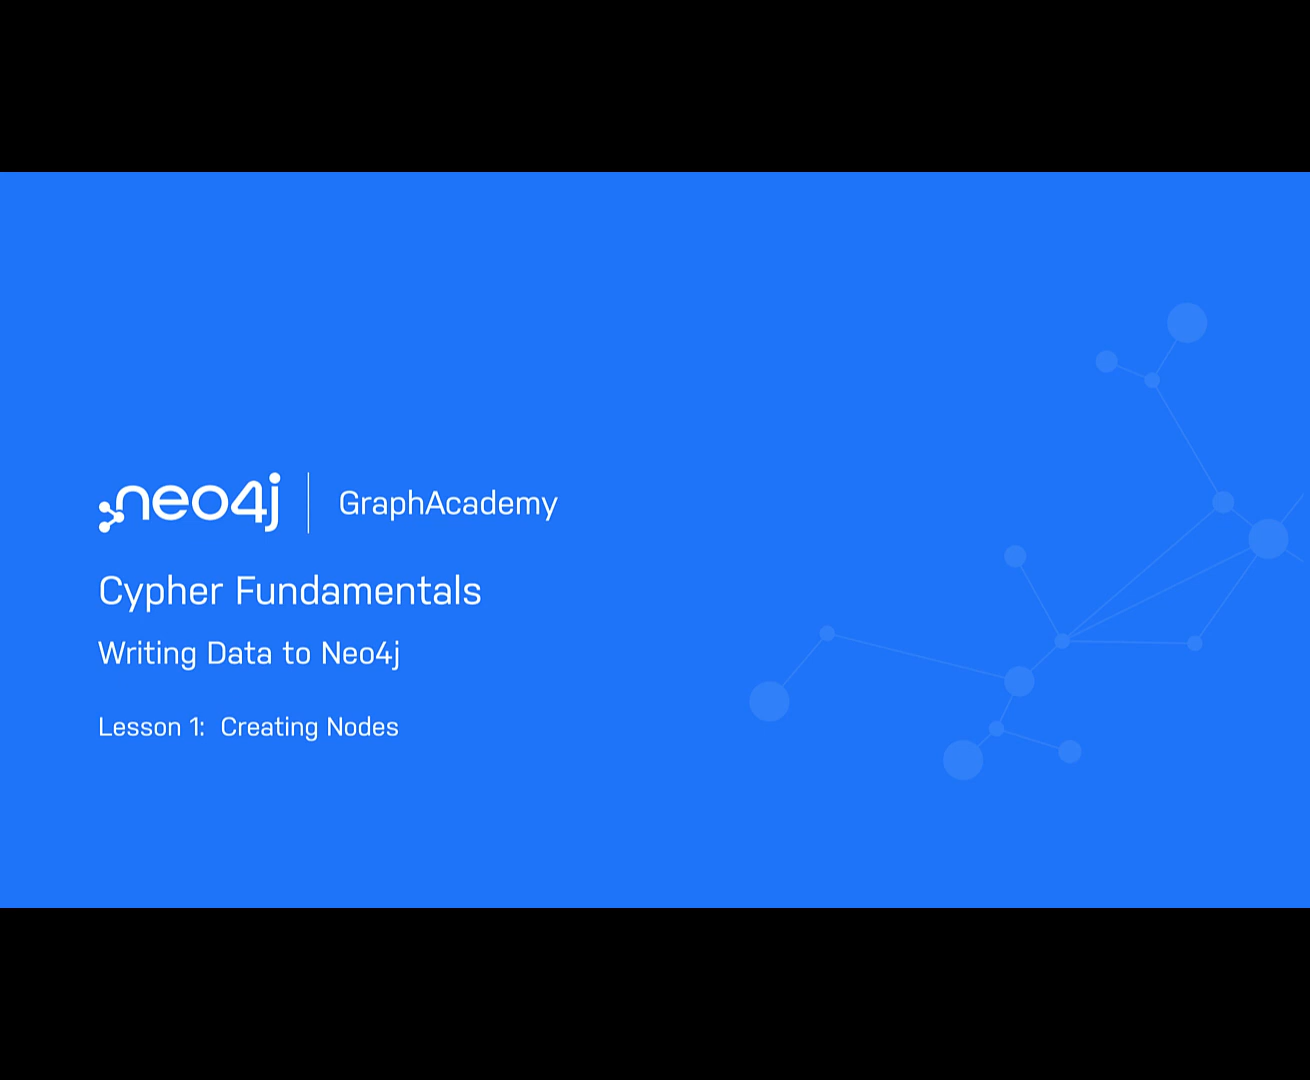 neo4j | GraphAcademy
Cypher Fundamentals
Writing Data to Neo4j
Lesson 1: Creating Nodes